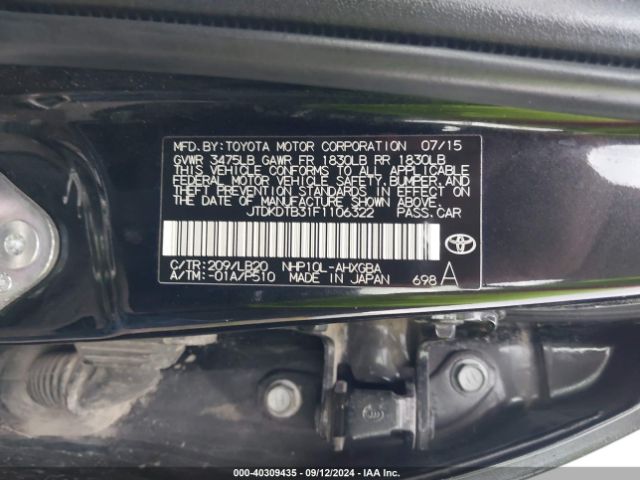 MFD.BY:TOYOTA MOTOR CORPORATION 07/15
GVWR 3475LB GAWR FR 1830LB RR 1830LB
THIS VEHICLE CONFORMS TO ALL APPLICABLE
FEDERAL MOTOR VEHICLE SAFETY,BUMPER,AND
THEFT PREVENTION STANDARDS IN EFFECT ON
THE DATE OF MANUFACTURE SHOWN ABOVE.
JTDKDTB31F1106322 PASS.CAR
C/TR:209/LB20 NHP10L-AHXGBA
A/TM:-01A/P510 MADE IN JAPAN 698 A
000-40309435 - 09/12/2024 - IAA Inc.